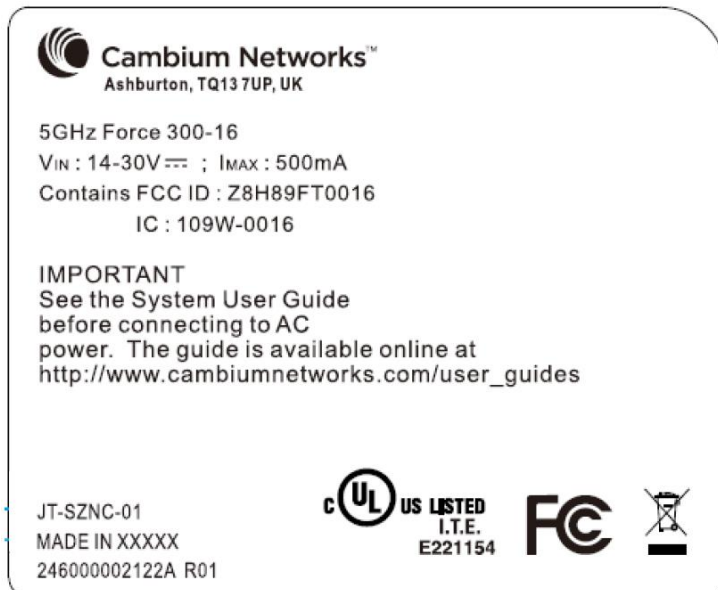 Cambium Networks™
Ashburton, TQ13 7UP, UK
5GHz Force 300-16
VIN : 14-30V⎓ ; IMAX : 500mA
Contains FCC ID : Z8H89FT0016
IC : 109W-0016
IMPORTANT
See the System User Guide
before connecting to AC
power. The guide is available online at
http://www.cambiumnetworks.com/user_guides
JT-SZNC-01
MADE IN XXXXX
246000002122A R01
C UL US LISTED
I.T.E.
E221154
FC